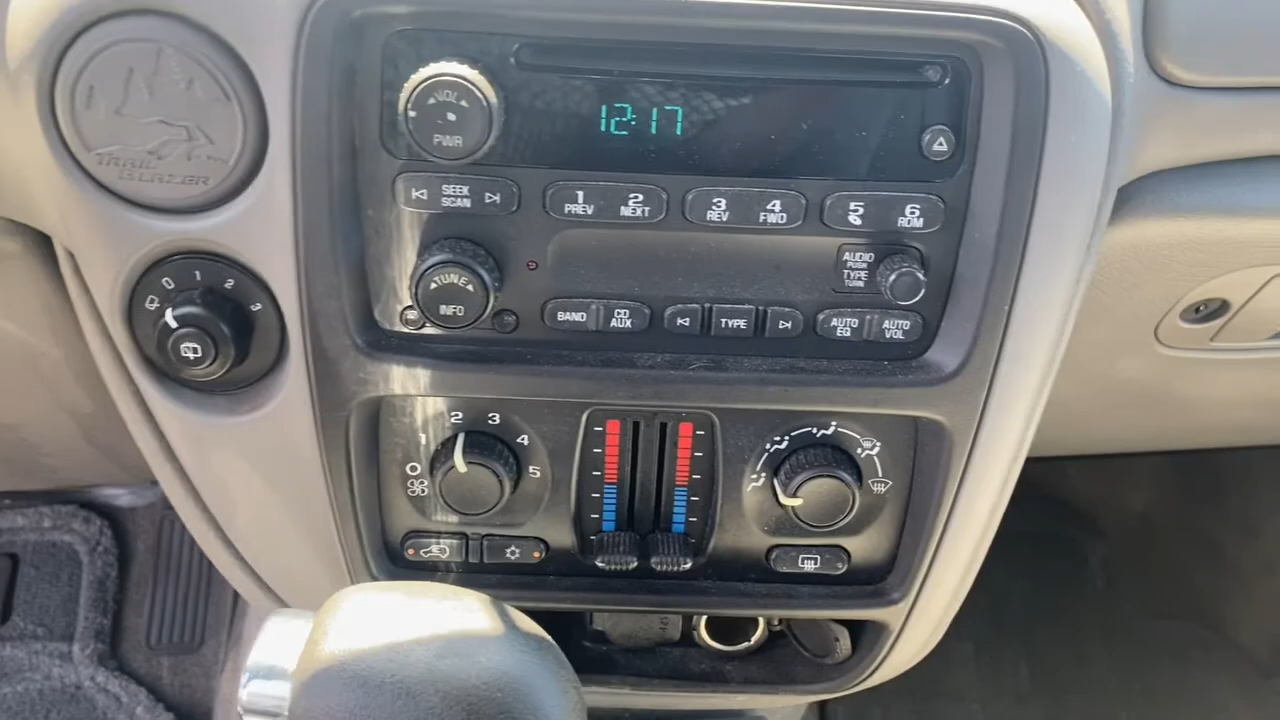 TRAIL
BLAZER
VOL
PWR
12:17
SEEK
SCAN
1 PREV
2 NEXT
3 REV
4 FWD
5
6 RDM
TUNE
INFO
AUDIO
PUSH
TYPE
TURN
BAND
CD
AUX
TYPE
AUTO
EQ
AUTO
VOL
0 1 2 3
0 1 2 3 4 5